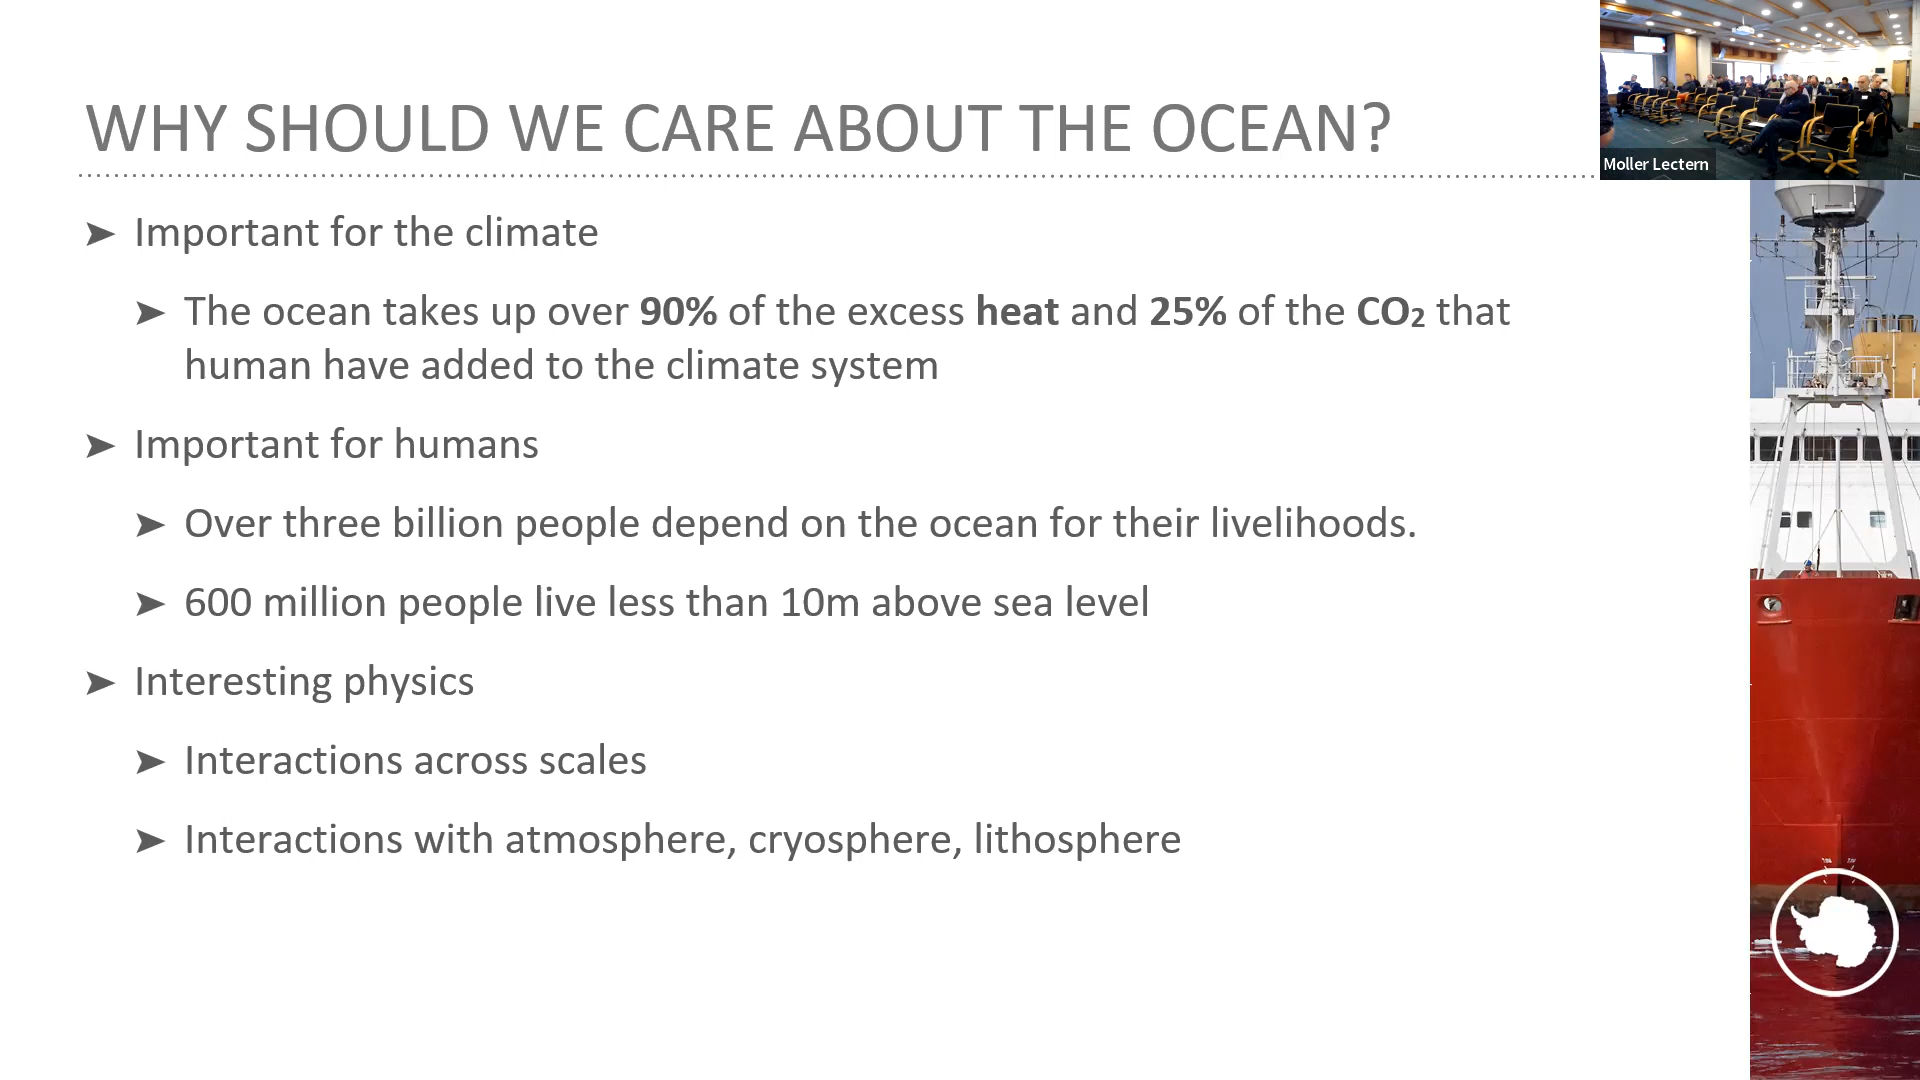 WHY SHOULD WE CARE ABOUT THE OCEAN?
Moller Lectern
➤ Important for the climate
➤ The ocean takes up over 90% of the excess heat and 25% of the CO₂ that
human have added to the climate system
➤ Important for humans
➤ Over three billion people depend on the ocean for their livelihoods.
➤ 600 million people live less than 10m above sea level
➤ Interesting physics
➤ Interactions across scales
➤ Interactions with atmosphere, cryosphere, lithosphere